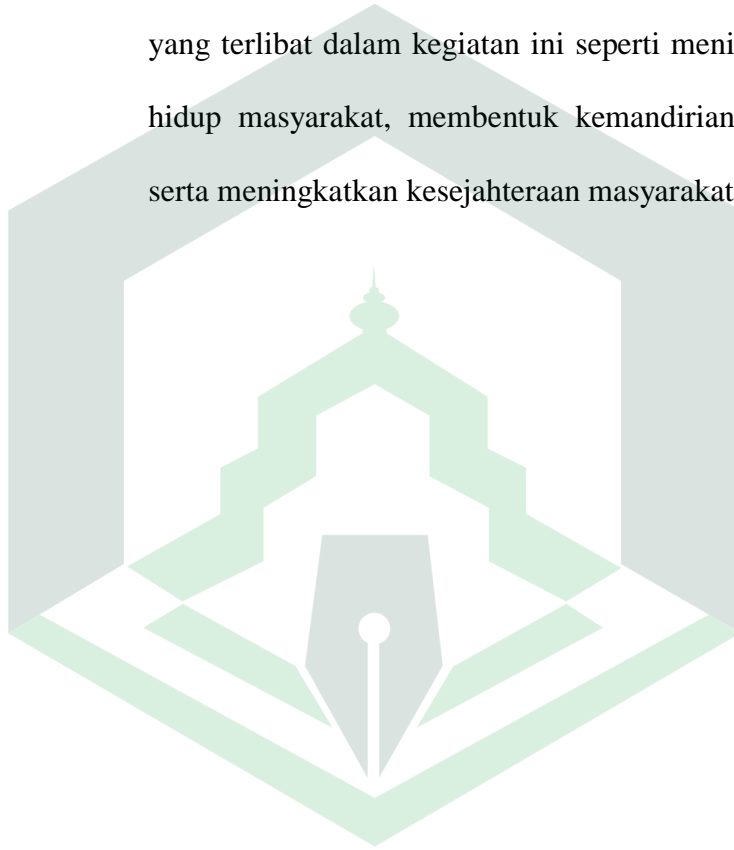 yang terlibat dalam kegiatan ini seperti meni
hidup masyarakat, membentuk kemandirian
serta meningkatkan kesejahteraan masyarakat